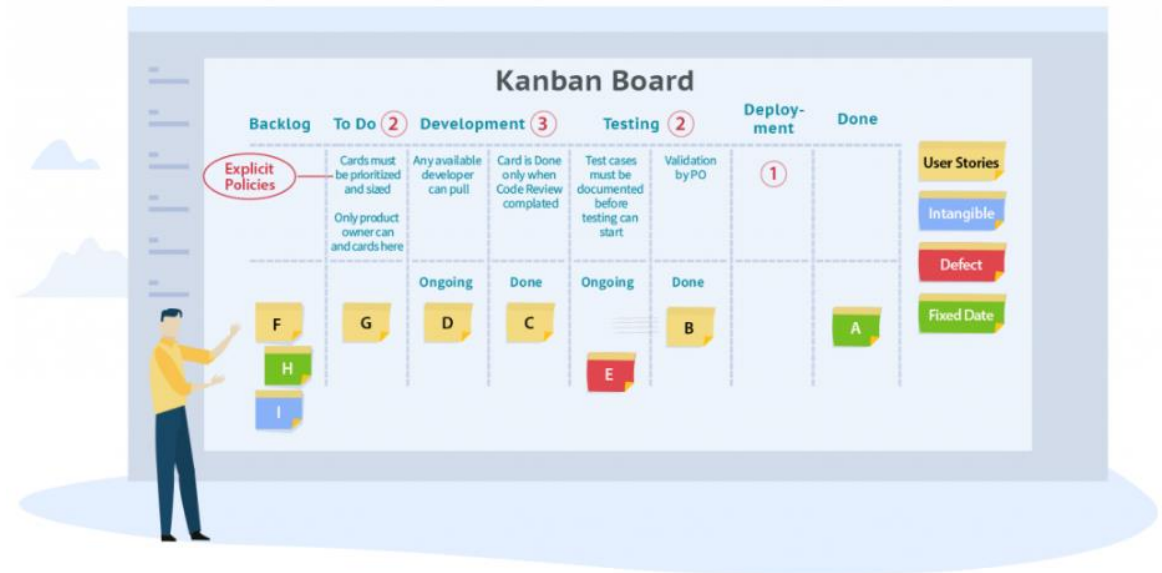 Kanban Board
Backlog
To Do 2
Development 3
Testing 2
Deploy-
ment
Done
Explicit
Policies
Cards must
be prioritized
and sized
Only product
owner can
and cards here
Any available
developer
can pull
Card is Done
only when
Code Review
complated
Test cases
must be
documented
before
testing can
start
Validation
by PO
1
User Stories
Intangible
Defect
Fixed Date
Ongoing
Done
Ongoing
Done
F
G
D
C
B
A
H
E
I